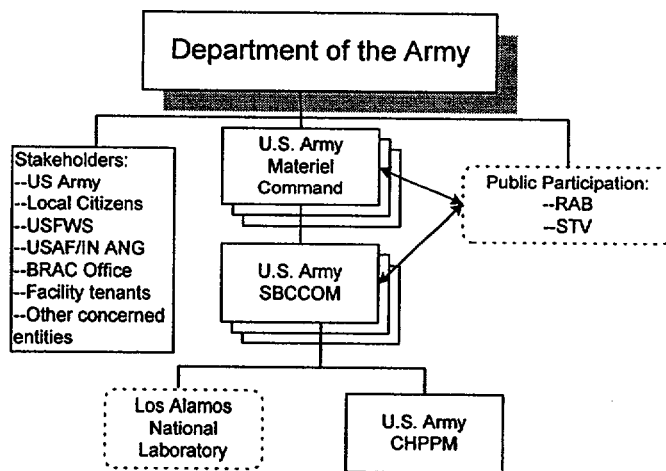 Department of the Army
Stakeholders:
--US Army
--Local Citizens
--USFWS
--USAF/IN ANG
--BRAC Office
--Facility tenants
--Other concerned
entities
U.S. Army
Materiel
Command
Public Participation:
--RAB
--STV
U.S. Army
SBCCOM
Los Alamos
National
Laboratory
U.S. Army
CHPPM